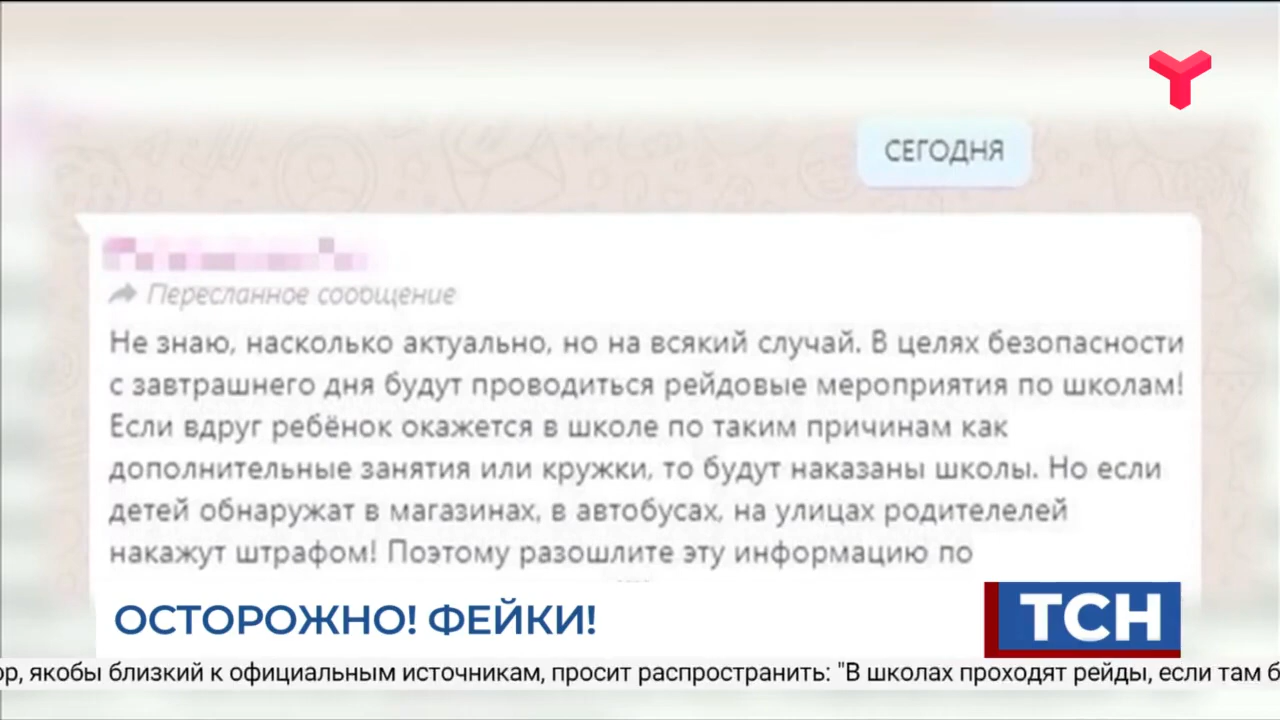 СЕГОДНЯ
Пересланное сообщение
Не знаю, насколько актуально, но на всякий случай. В целях безопасности
с завтрашнего дня будут проводиться рейдовые мероприятия по школам!
Если вдруг ребёнок окажется в школе по таким причинам как
дополнительные занятия или кружки, то будут наказаны школы. Но если
детей обнаружат в магазинах, в автобусах, на улицах родителелей
накажут штрафом! Поэтому разошлите эту информацию по
ОСТОРОЖНО! ФЕЙКИ!
ТСН
ор, якобы близкий к официальным источникам, просит распространить: "В школах проходят рейды, если там б